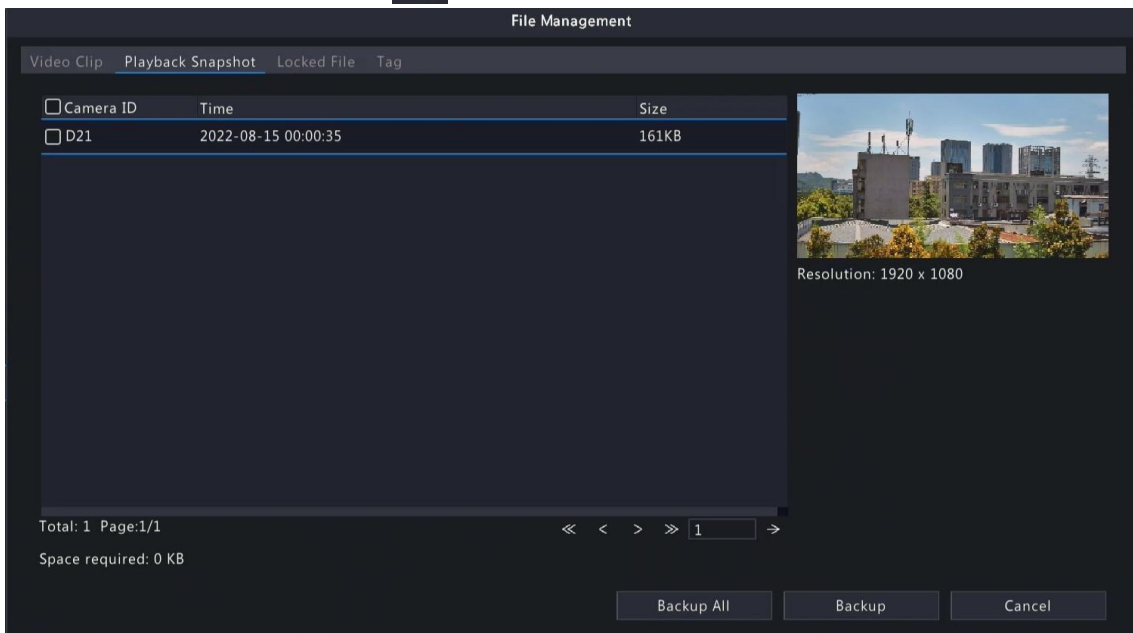 File Management
Video Clip Playback Snapshot Locked File Tag
Camera ID Time Size
D21 2022-08-15 00:00:35 161KB
Resolution: 1920 x 1080
Total: 1 Page:1/1
1
Space required: 0 KB
Backup All Backup Cancel